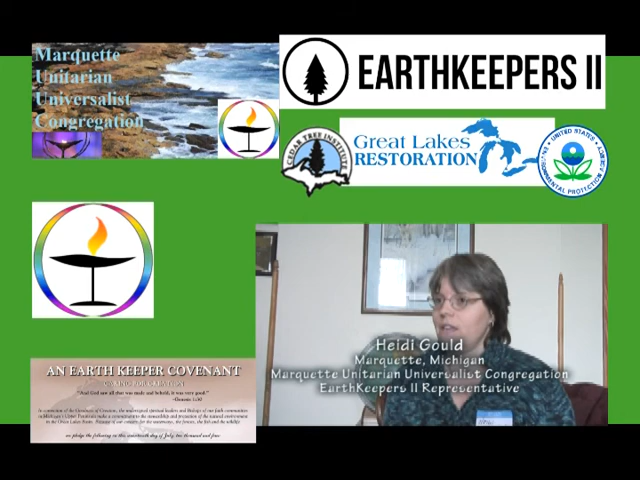 Marquette
Unitarian
Universalist
Congregation
EARTHKEEPERS II
CEDAR TREE INSTITUTE
Great Lakes
RESTORATION
UNITED STATES
ENVIRONMENTAL PROTECTION AGENCY
Heidi Gould
Marquette, Michigan
Marquette Unitarian Universalist Congregation
EarthKeepers II Representative
AN EARTH KEEPER COVENANT
CARING FOR CREATION
"And God saw all that was made and behold, it was very good."
-Genesis 1:30
we pledge the following on this nineteenth day of July, two thousand and four